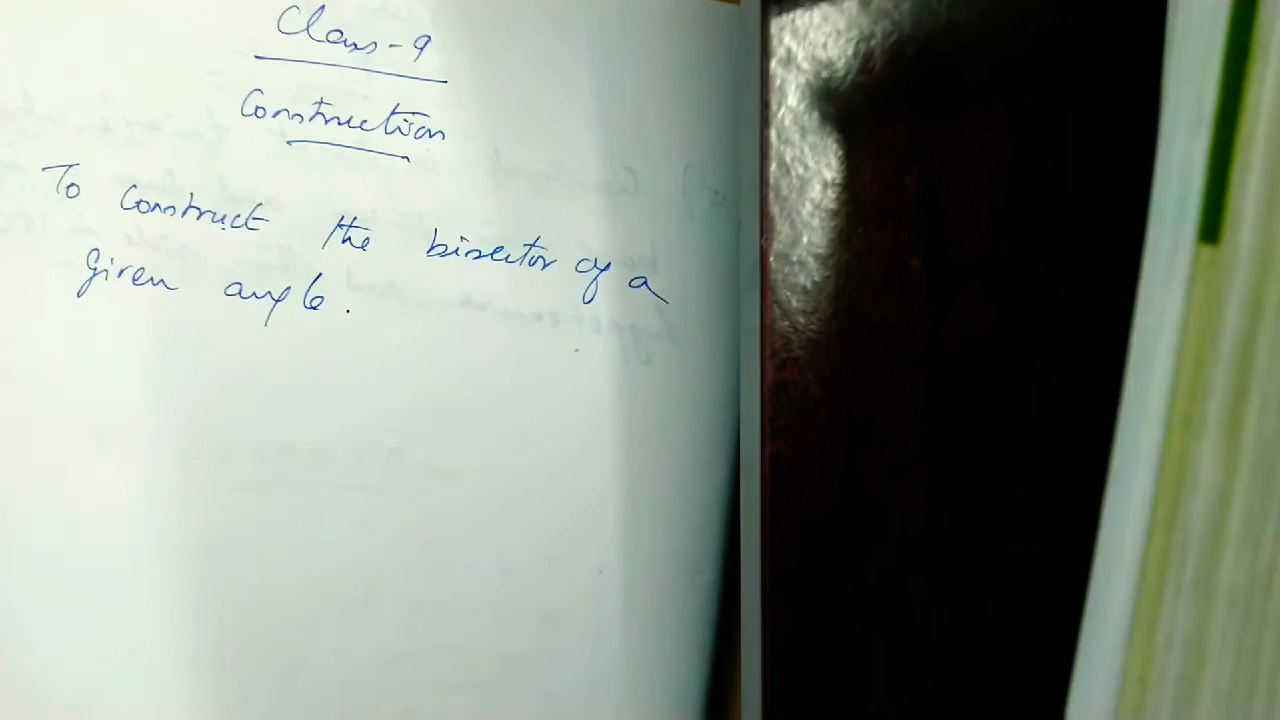 Class-9
Construction
To construct the bisector of a
given angle.